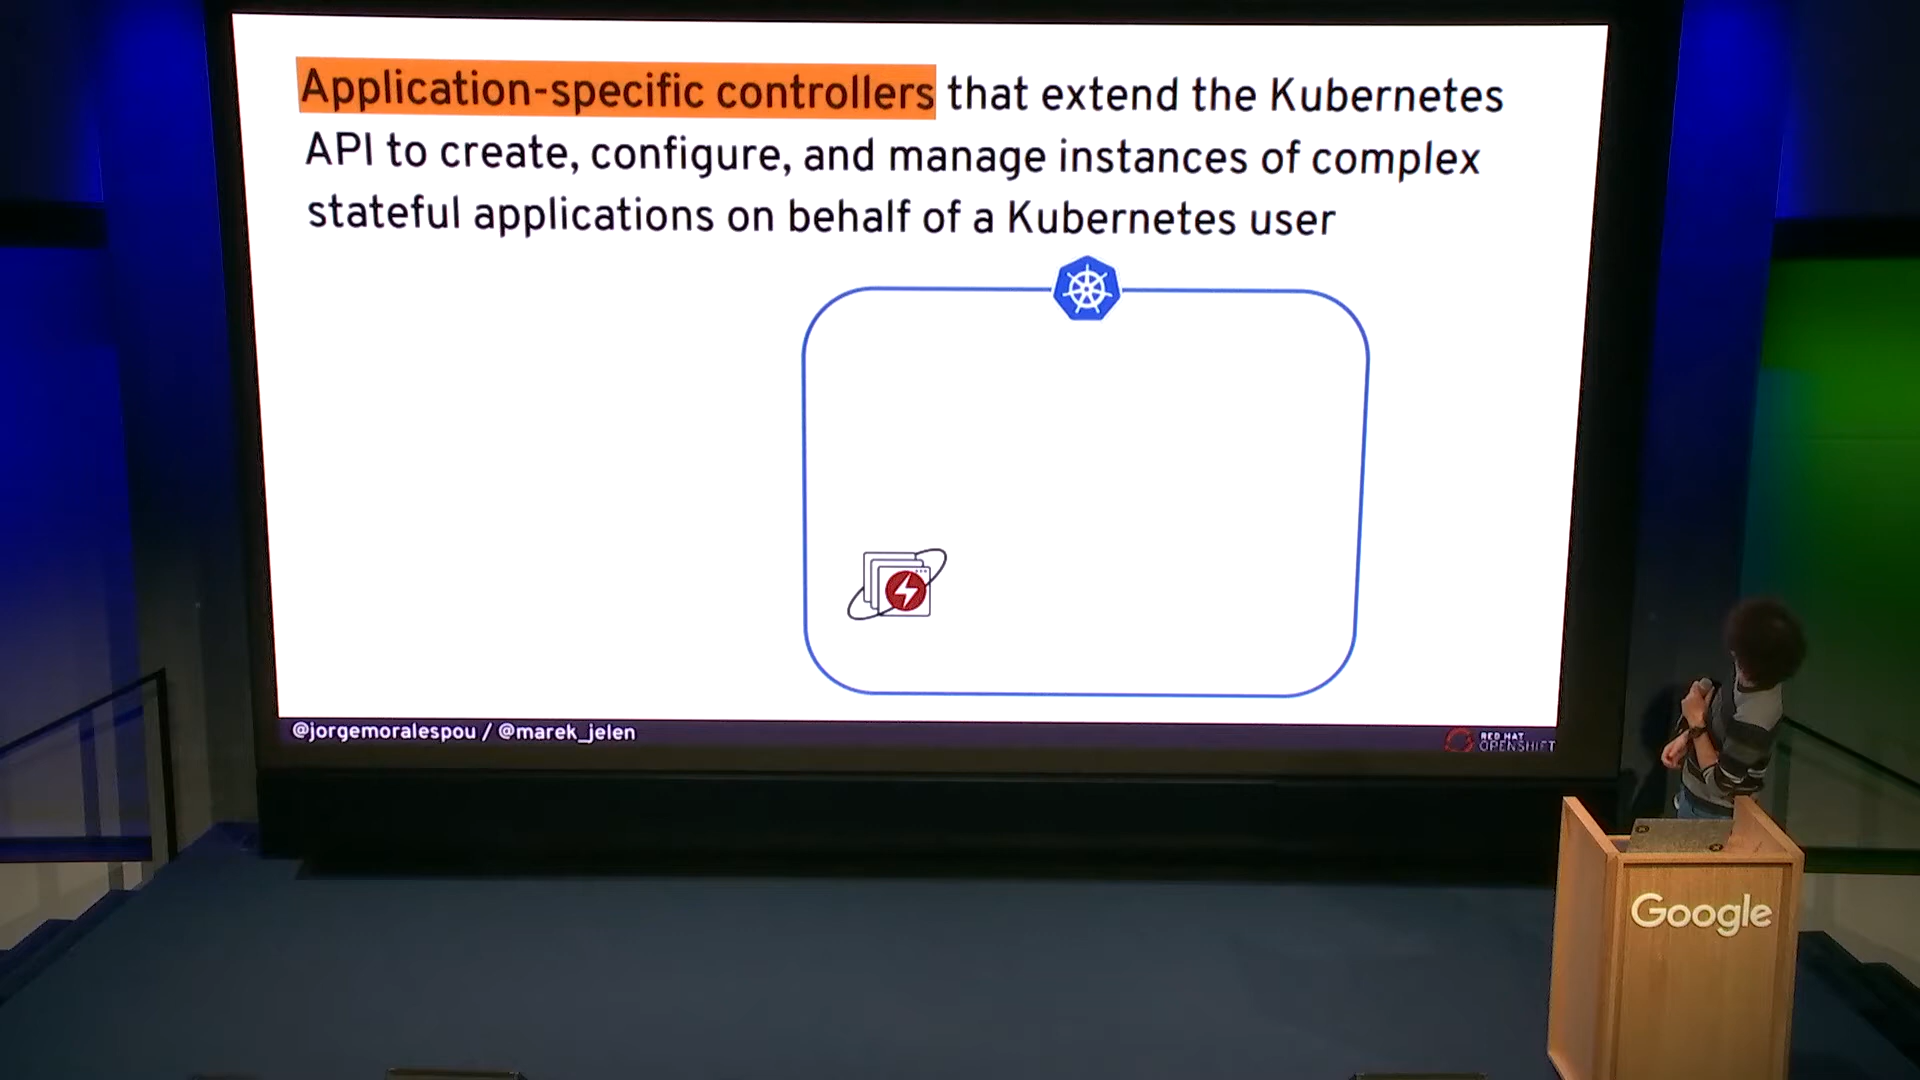 Application-specific controllers that extend the Kubernetes
API to create, configure, and manage instances of complex
stateful applications on behalf of a Kubernetes user
@jorgemoralespou / @marek_jelen
RED HAT
OPENSHIFT
Google